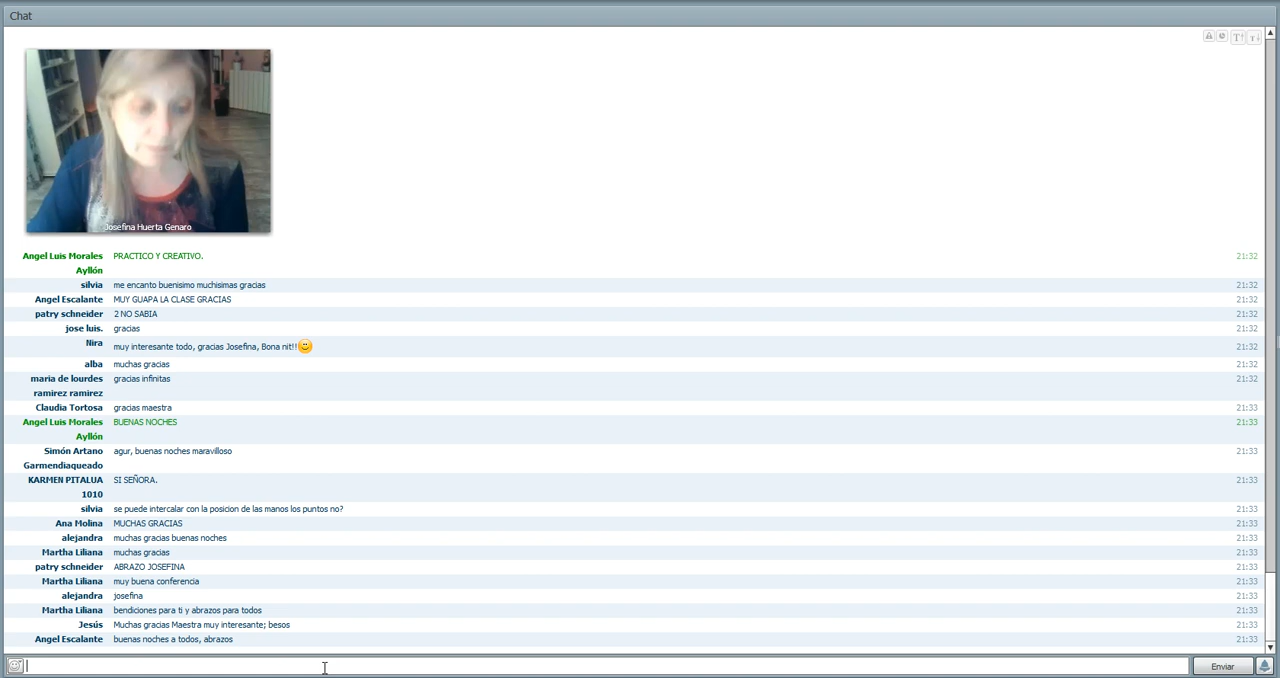 Chat
Josefina Huerta Genaro
Angel Luis Morales Ayllón PRACTICO Y CREATIVO. 21:32
silvia me encanto buenisimo muchisimas gracias 21:32
Angel Escalante MUY GUAPA LA CLASE GRACIAS 21:32
patry schneider 2 NO SABIA 21:32
jose luis. gracias 21:32
Nira muy interesante todo, gracias Josefina, Bona nit!! 21:32
alba muchas gracias 21:32
maria de lourdes ramirez ramirez gracias infinitas 21:32
Claudia Tortosa gracias maestra 21:33
Angel Luis Morales Ayllón BUENAS NOCHES 21:33
Simón Artano Garmendiaqueado agur, buenas noches maravilloso 21:33
KARMEN PITALUA 1010 SI SEÑORA. 21:33
silvia se puede intercalar con la posicion de las manos los puntos no? 21:33
Ana Molina MUCHAS GRACIAS 21:33
alejandra muchas gracias buenas noches 21:33
Martha Liliana muchas gracias 21:33
patry schneider ABRAZO JOSEFINA 21:33
Martha Liliana muy buena conferencia 21:33
alejandra josefina 21:33
Martha Liliana bendiciones para ti y abrazos para todos 21:33
Jesús Muchas gracias Maestra muy interesante; besos 21:33
Angel Escalante buenas noches a todos, abrazos 21:33
Enviar